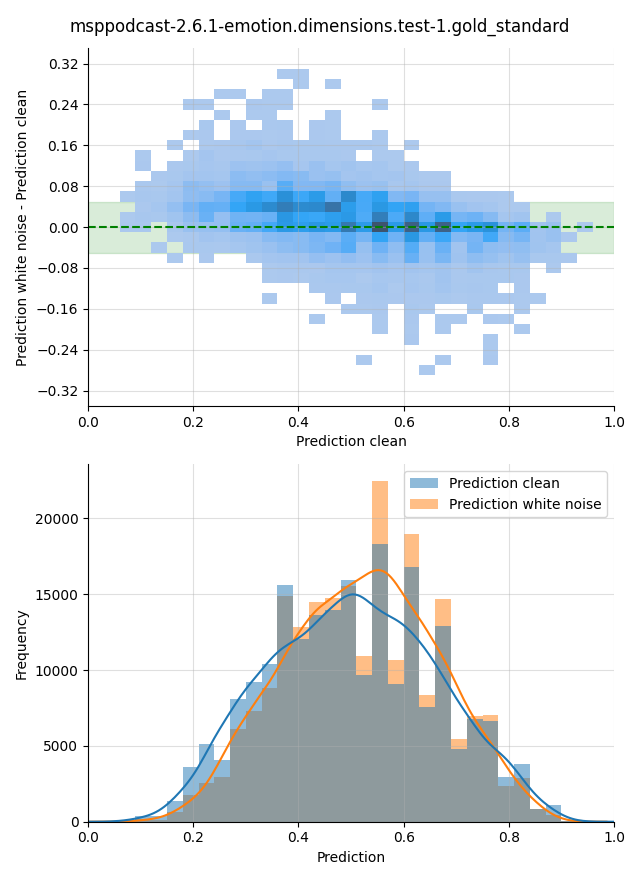 msppodcast-2.6.1-emotion.dimensions.test-1.gold_standard
0.32
0.24
0.16
0.08
0.00
−0.08
−0.16
−0.24
−0.32
Prediction white noise - Prediction clean
0.0 0.2 0.4 0.6 0.8 1.0
Prediction clean
Prediction clean
Prediction white noise
20000
15000
10000
5000
0
Frequency
0.0 0.2 0.4 0.6 0.8 1.0
Prediction